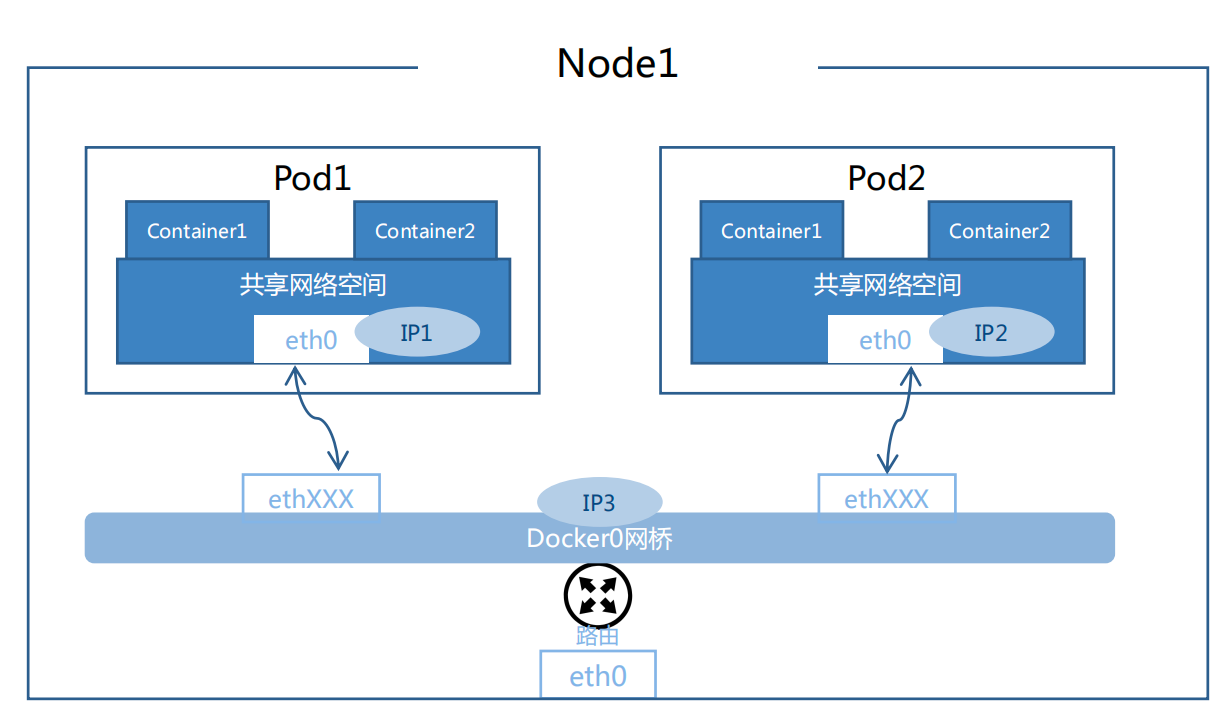 Node1
Pod1
Container1
Container2
共享网络空间
eth0
IP1
Pod2
Container1
Container2
共享网络空间
eth0
IP2
ethXXX
IP3
ethXXX
Docker0网桥
路由
eth0